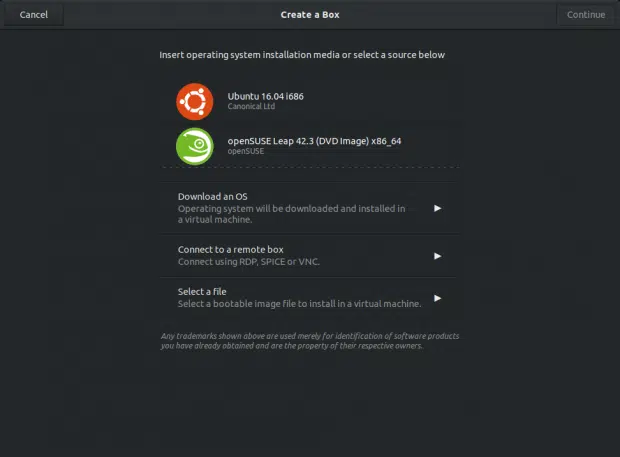 Cancel
Create a Box
Continue
Insert operating system installation media or select a source below
Ubuntu 16.04 i686
Canonical Ltd
openSUSE Leap 42.3 (DVD Image) x86_64
openSUSE
Download an OS
Operating system will be downloaded and installed in
a virtual machine.
Connect to a remote box
Connect using RDP, SPICE or VNC.
Select a file
Select a bootable image file to install in a virtual machine.
Any trademarks shown above are used merely for identification of software products
you have already obtained and are the property of their respective owners.